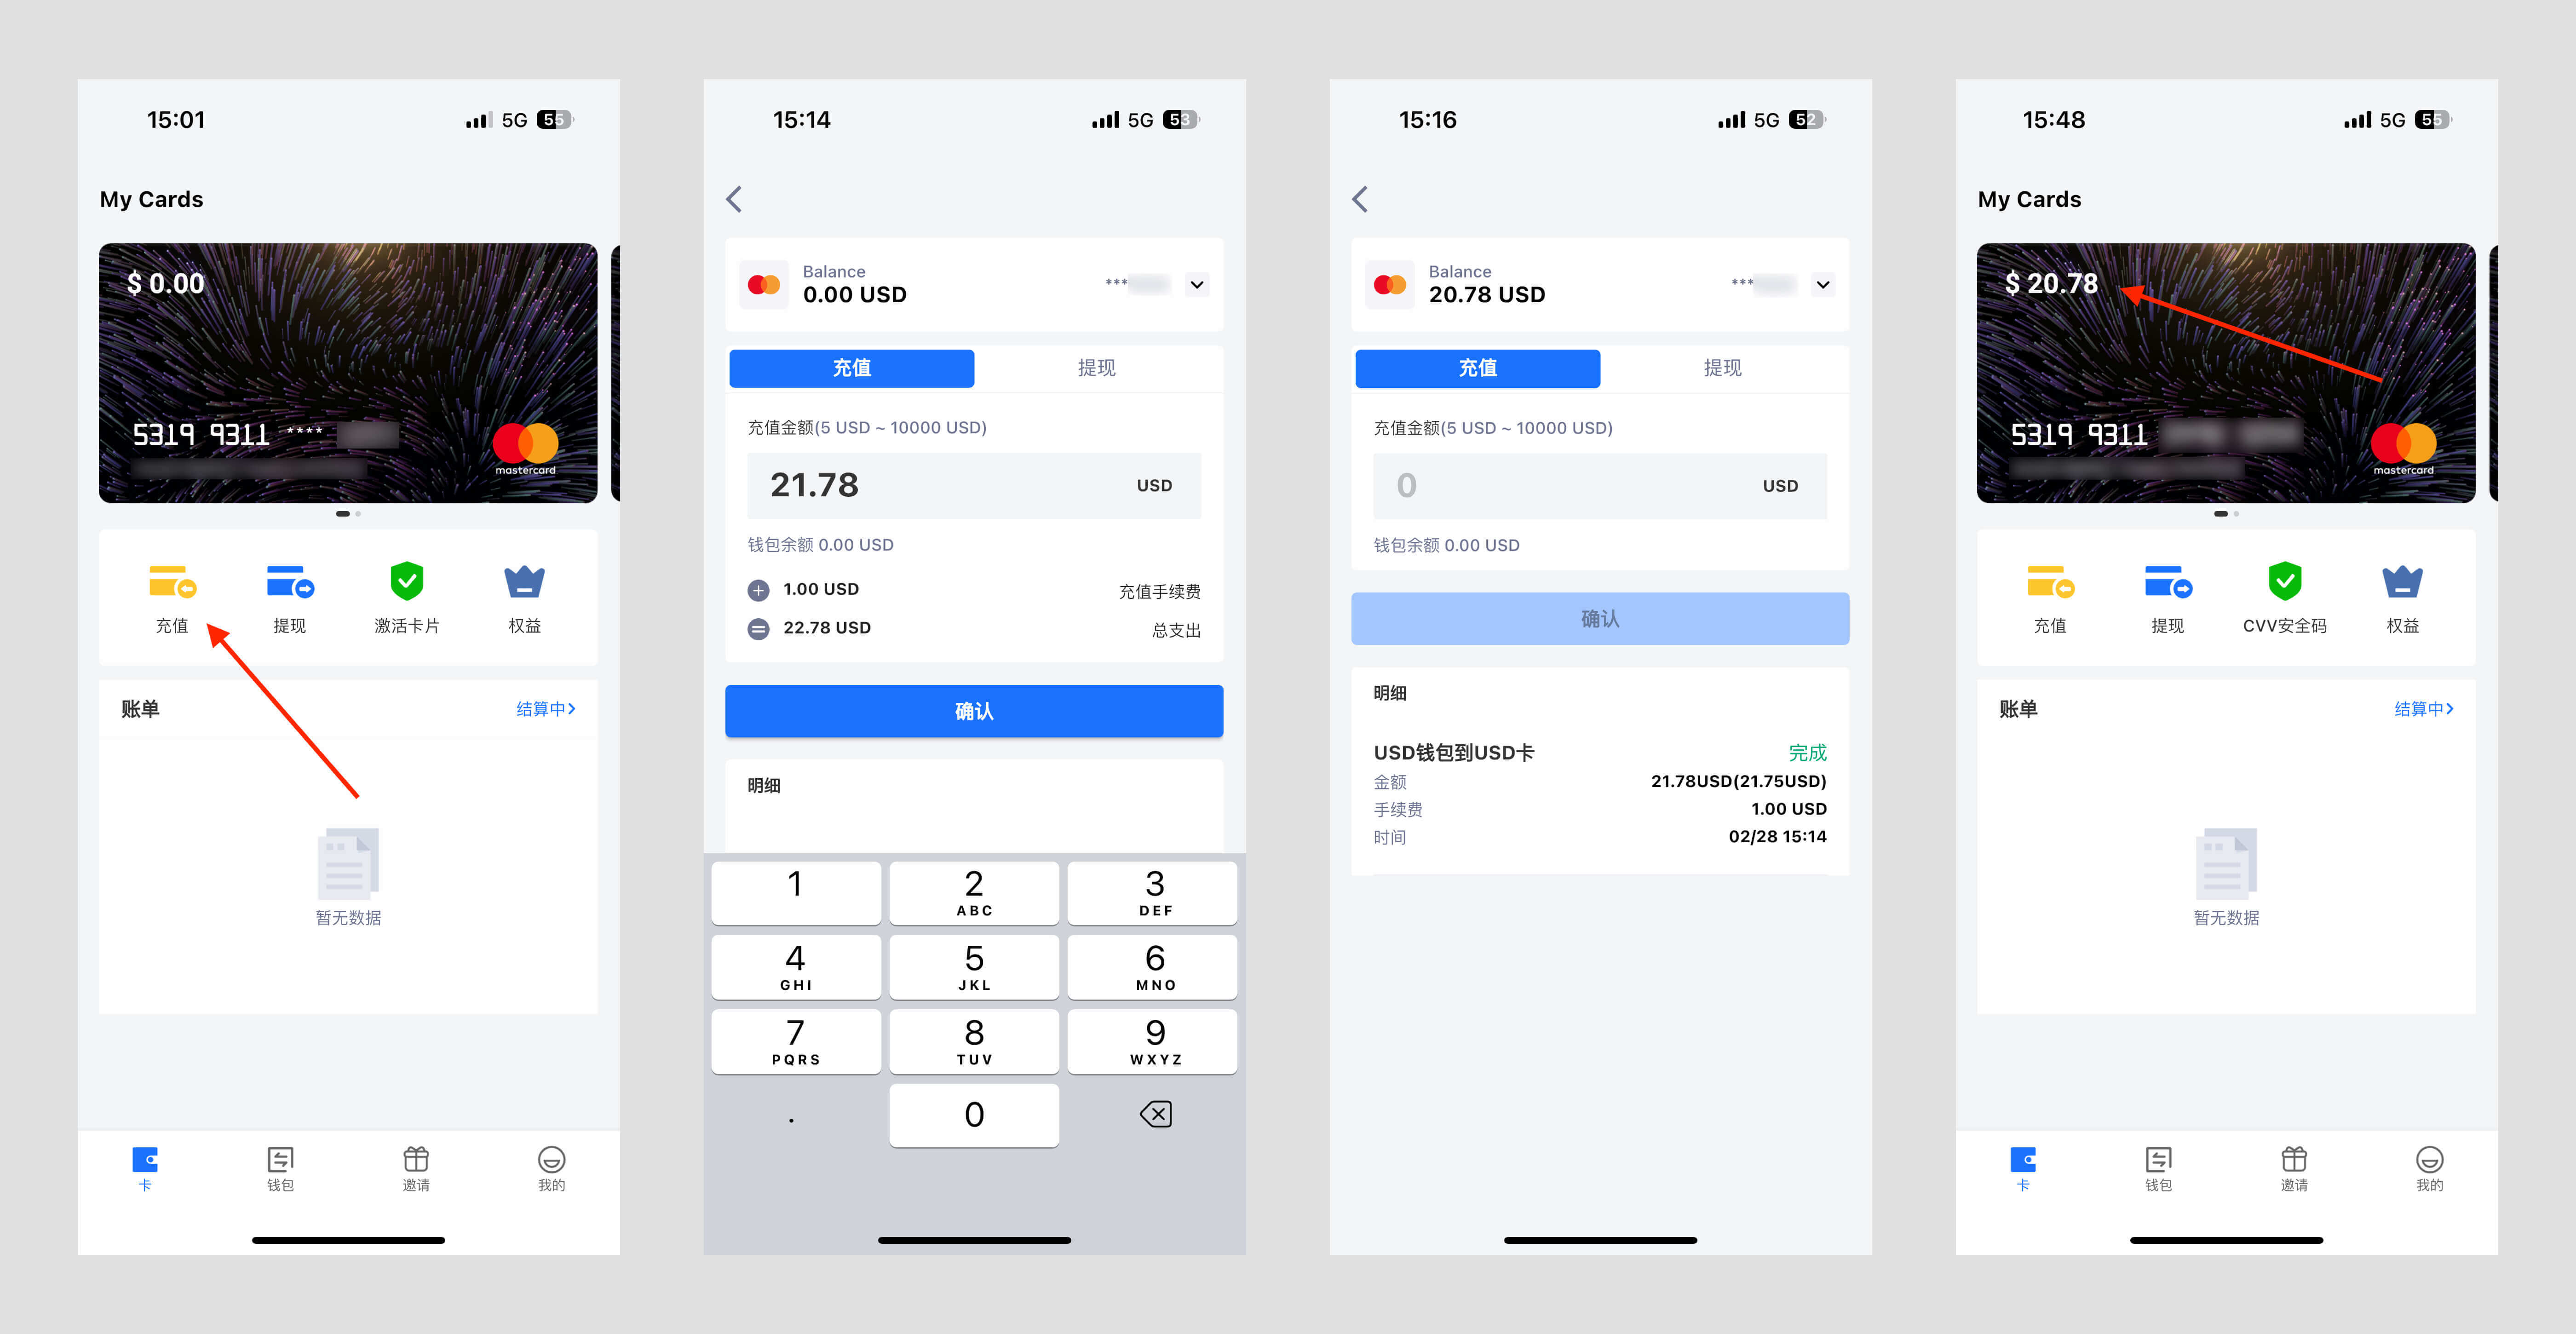 15:01
5G 55
My Cards
$ 0.00
5319 9311 ****
mastercard
充值 提现 激活卡片 权益
账单 结算中>
暂无数据
卡 钱包 邀请 我的
15:14
5G 53
Balance
0.00 USD ***
充值 提现
充值金额(5 USD ~ 10000 USD)
21.78 USD
钱包余额 0.00 USD
+ 1.00 USD 充值手续费
= 22.78 USD 总支出
确认
明细
1 2 3
ABC DEF
4 5 6
GHI JKL MNO
7 8 9
PQRS TUV WXYZ
. 0
15:16
5G 52
Balance
20.78 USD ***
充值 提现
充值金额(5 USD ~ 10000 USD)
0 USD
钱包余额 0.00 USD
确认
明细
USD钱包到USD卡 完成
金额 21.78USD(21.75USD)
手续费 1.00 USD
时间 02/28 15:14
15:48
5G 55
My Cards
$ 20.78
5319 9311
mastercard
充值 提现 CVV安全码 权益
账单 结算中>
暂无数据
卡 钱包 邀请 我的